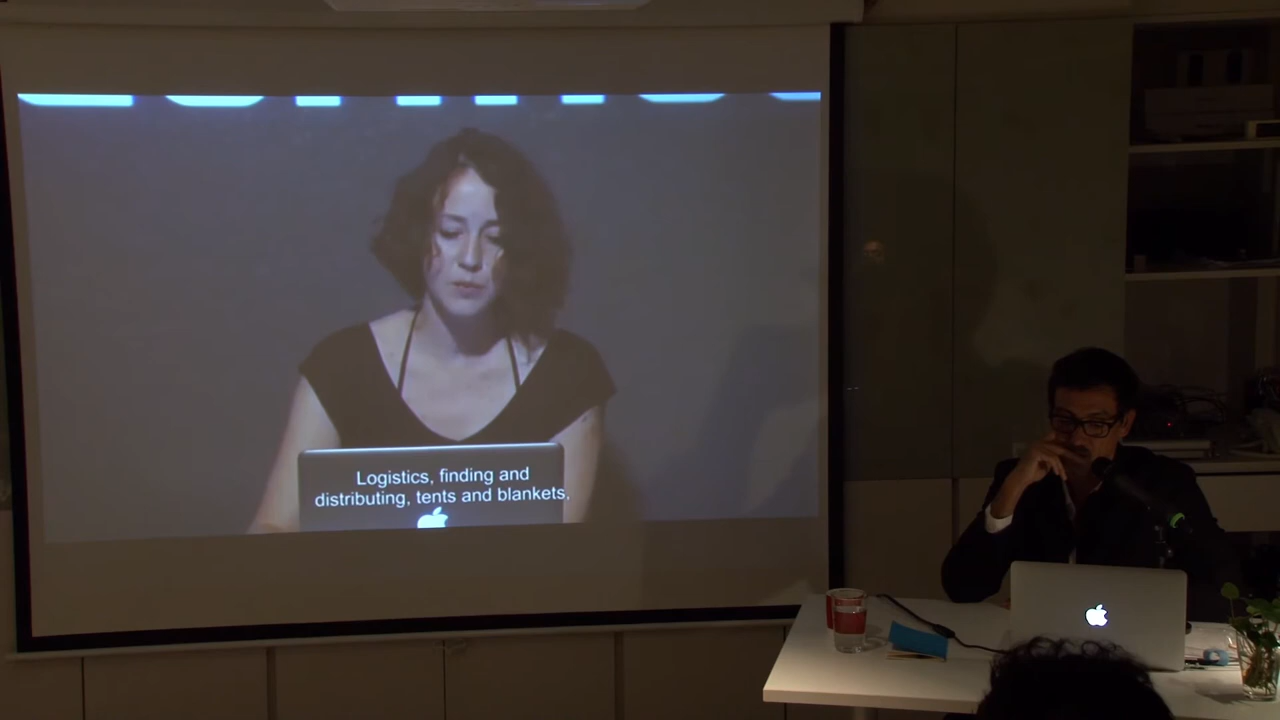 Logistics, finding and
distributing, tents and blankets.